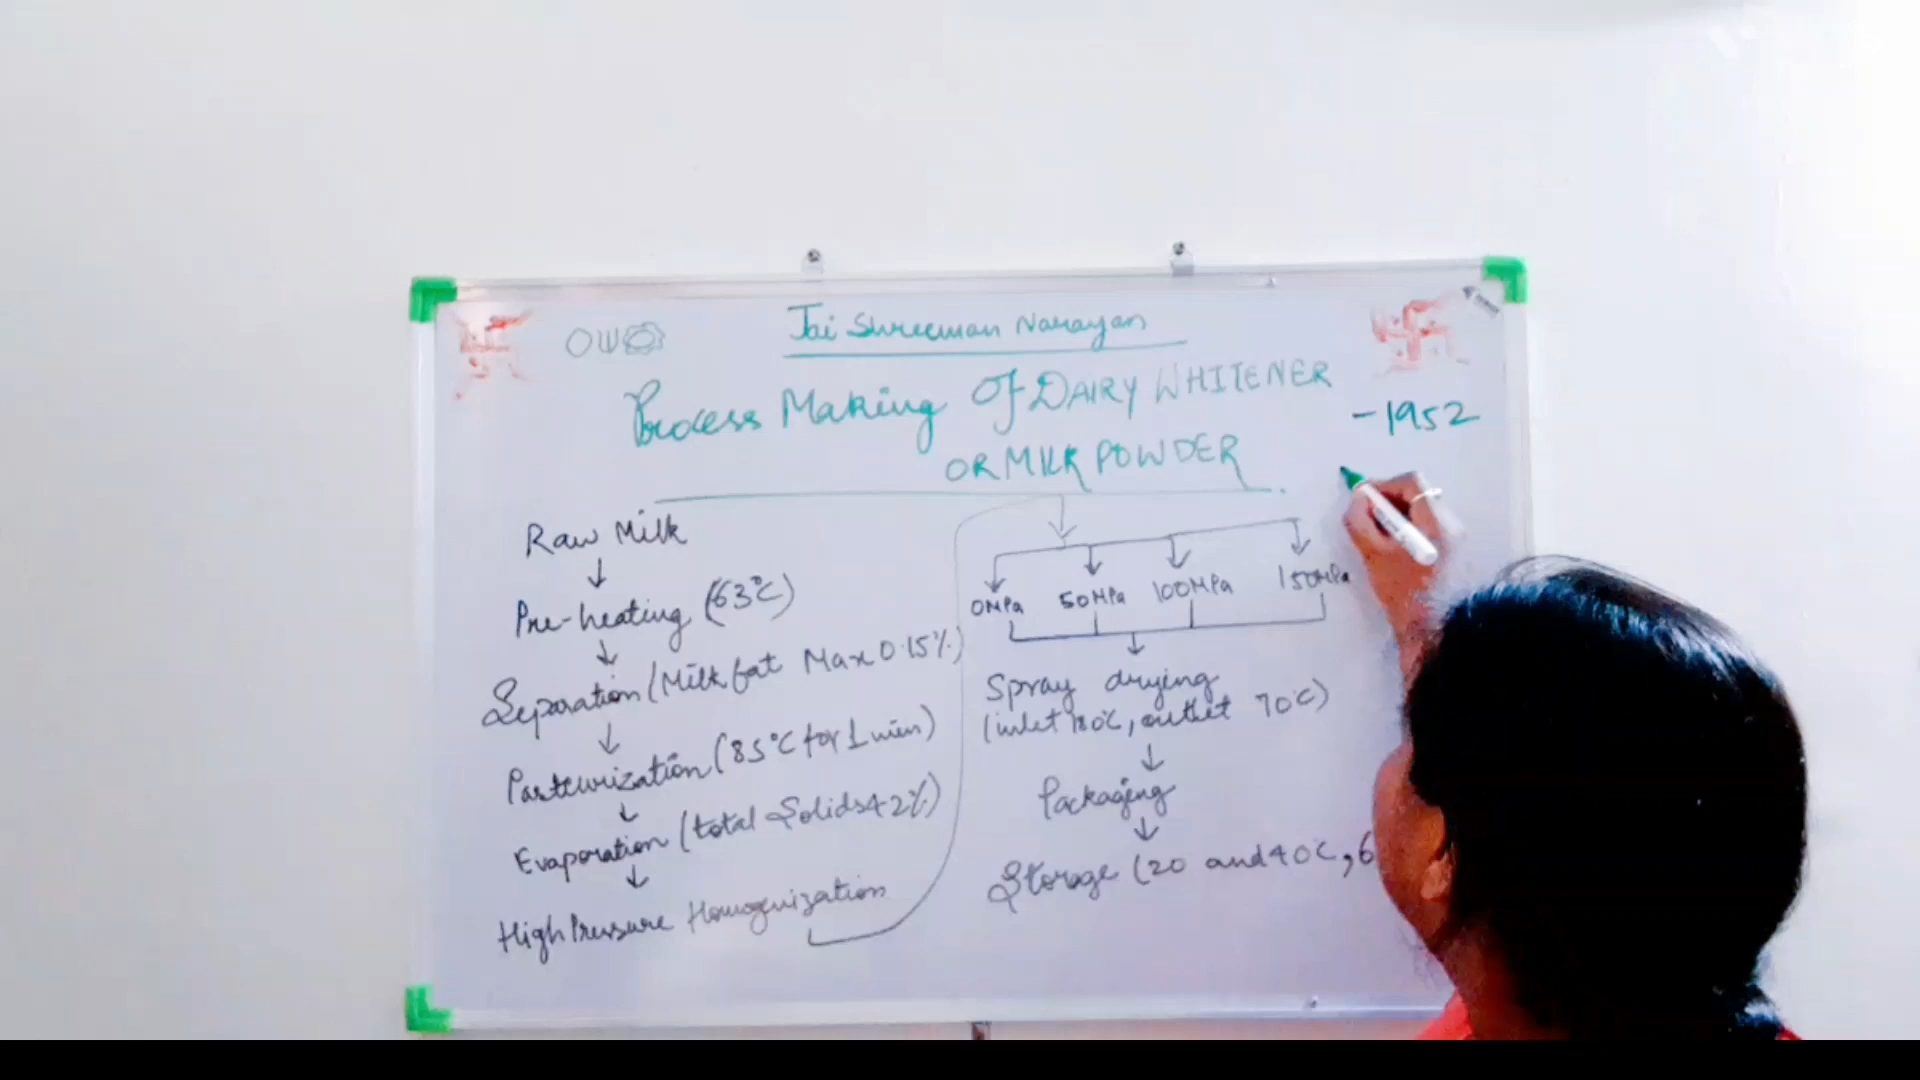 Jai Shreeman Narayan
Process Making Of DAIRY WHITENER
OR MILK POWDER
-1952
Raw Milk
Pre-heating (63°C)
Separation (Milk fat Max 0.15%)
Pasteurization (85°C for 1 min)
Evaporation (total Solids 42%)
High Pressure Homogenization
0MPa 50MPa 100MPa 150MPa
Spray drying
(inlet 180°C, outlet 70°C)
Packaging
Storage (20 and 40°C, 6